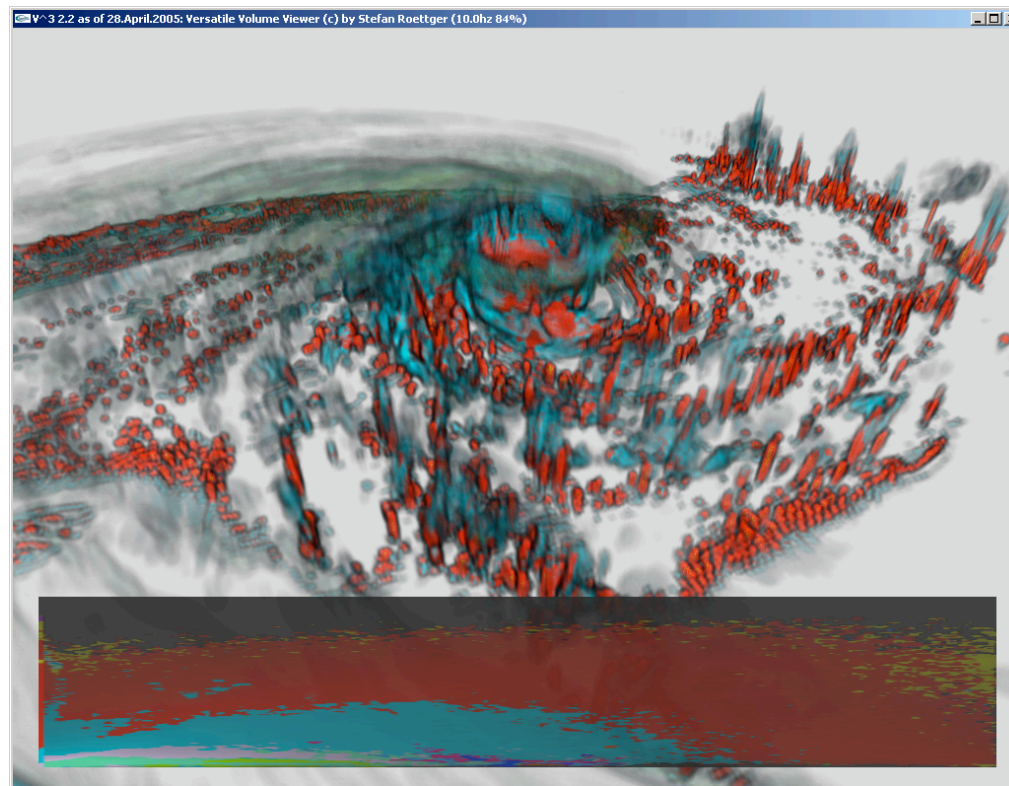 V^3 2.2 as of 28.April.2005: Versatile Volume Viewer (c) by Stefan Roettger (10.0hz 84%)